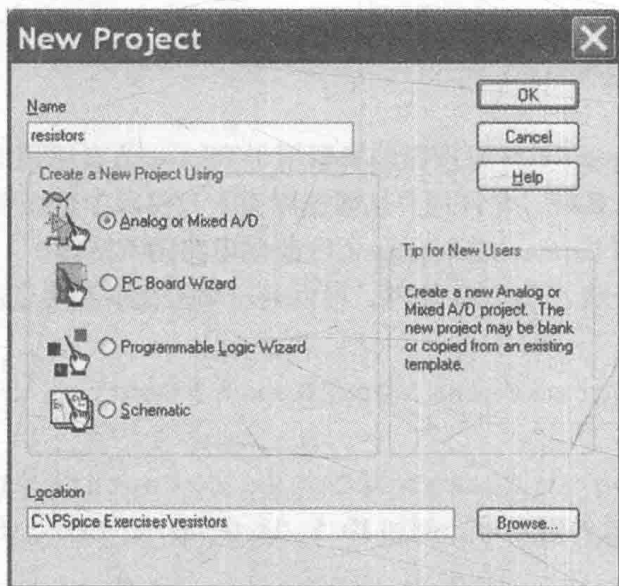 New Project
Name
resistors
OK
Cancel
Help
Create a New Project Using
Analog or Mixed A/D
PC Board Wizard
Programmable Logic Wizard
Schematic
Tip for New Users
Create a new Analog or
Mixed A/D project. The
new project may be blank
or copied from an existing
template.
Location
C:\PSpice Exercises\resistors
Browse...